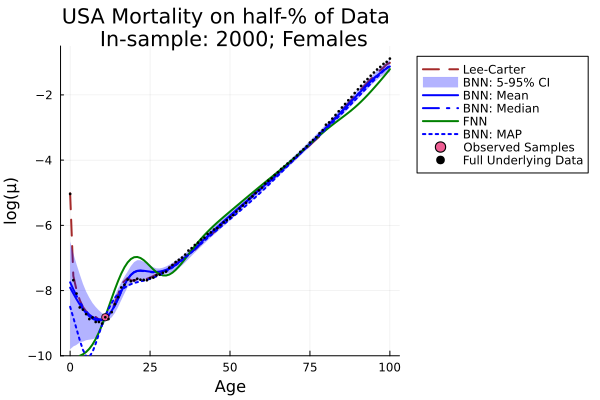 USA Mortality on half-% of Data
In-sample: 2000; Females
Lee-Carter
BNN: 5-95% CI
BNN: Mean
BNN: Median
FNN
BNN: MAP
Observed Samples
Full Underlying Data
log(μ)
−2
−4
−6
−8
−10
0
25
50
75
100
Age